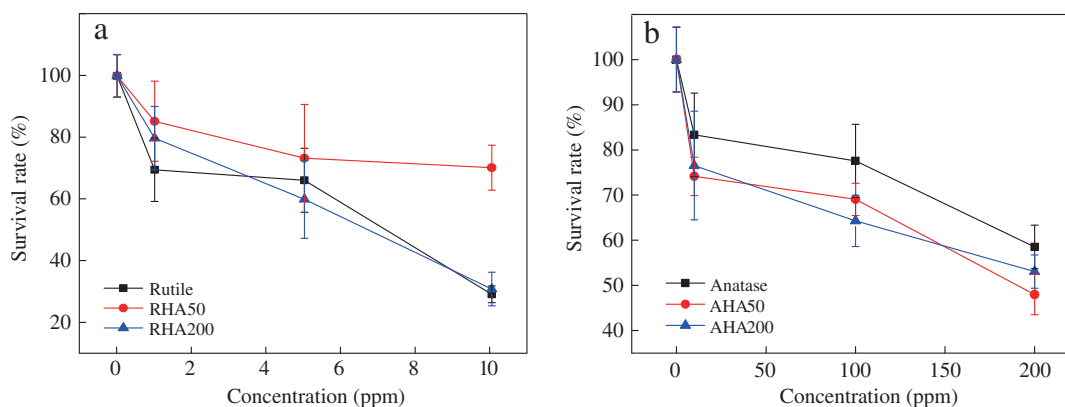 a
Survival rate (%)
100
80
60
40
20
Rutile
RHA50
RHA200
0 2 4 6 8 10
Concentration (ppm)
b
Survival rate (%)
100
90
80
70
60
50
40
Anatase
AHA50
AHA200
0 50 100 150 200
Concentration (ppm)